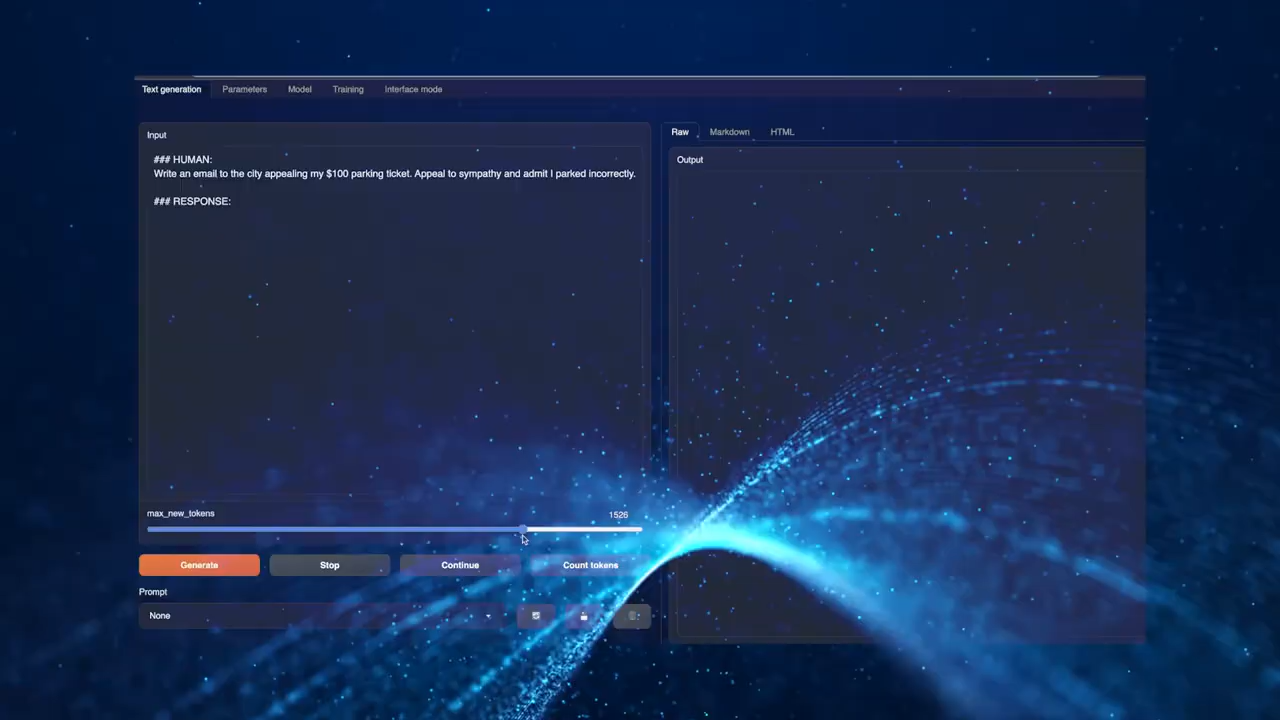 Text generation
Parameters
Model
Training
Interface mode
Input
### HUMAN:
Write an email to the city appealing my $100 parking ticket. Appeal to sympathy and admit I parked incorrectly.
### RESPONSE:
max_new_tokens
1526
Generate
Stop
Continue
Count tokens
Prompt
None
Raw
Markdown
HTML
Output